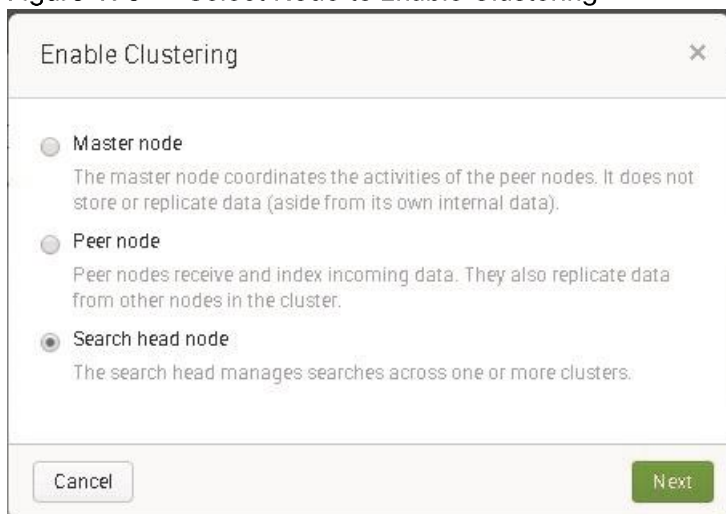 Enable Clustering
×
Master node
The master node coordinates the activities of the peer nodes. It does not
store or replicate data (aside from its own internal data).
Peer node
Peer nodes receive and index incoming data. They also replicate data
from other nodes in the cluster.
Search head node
The search head manages searches across one or more clusters.
Cancel
Next